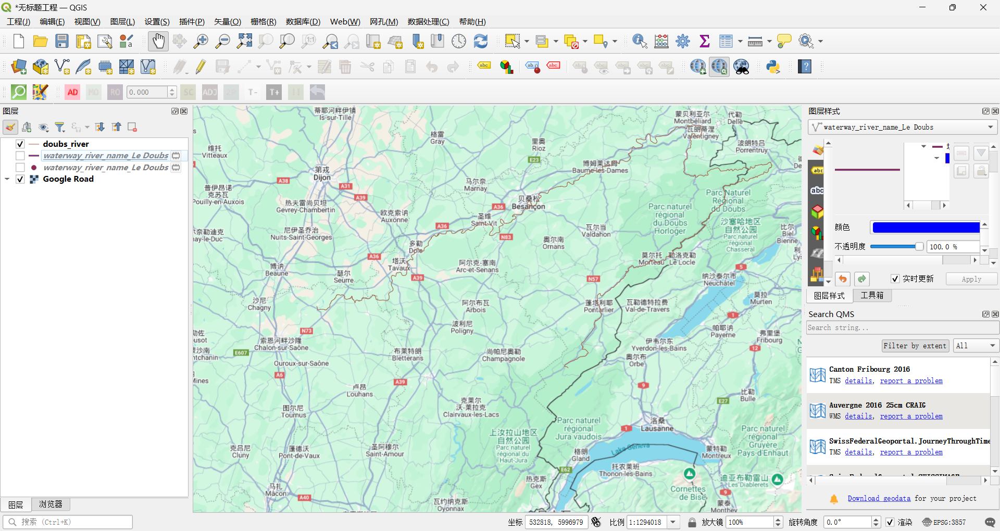 *无标题工程 — QGIS
工程(J) 编辑(E) 视图(V) 图层(L) 设置(S) 插件(P) 矢量(O) 栅格(R) 数据库(D) Web(W) 网孔(M) 数据处理(C) 帮助(H)
AD MO RO 0.000 SC ADJ T- T+
图层
doubs_river
waterway_river_name_Le Doubs
waterway_river_name_Le Doubs
Google Road
图层 浏览器
搜索 (Ctrl+K)
蒂耶河畔伊镇
Is-sur-Tille
蒙贝利亚尔
Montbéliard
代勒
Delle
瓦朗蒂涅
Valentigney
格雷
Gray
里奥
Rioz
波朗特吕
Porrentruy
维托
Vitteaux
E23
博姆莱达姆
Baume-les-Dames
第戎
Dijon
A38
A31
马尔奈
Marnay
普伊昂诺
克苏瓦
Pouilly-en-Auxois
A39
贝桑松
Besançon
Parc Naturel
Régional
du Doubs
热夫雷尚贝坦
Gevrey-Chambertin
A36
Parc naturel
régional
du Doubs
Horloger
欧克索讷
Auxonne
圣维
Saint-Vit
沙塞哈地区
自然公园
Parc naturel
régional
Chasseral
A36
比尔
Bienne
尼伊圣乔治
Nuits-Saint-Georges
瓦尔当
Valdahon
N83
奥尔南
Ornans
多勒
Dole
A36
塔沃
Tavaux
莫尔托
Morteau
勒洛克勒
Le Locle
阿尔克-塞南
Arc-et-Senans
博讷
Beaune
瑟尔
Seurre
A39
N57
5
纳沙泰尔市
Neuchâtel
沙尼
Chagny
阿尔布瓦
Arbois
蓬塔利耶
Pontarlier
瓦勒德特拉费
Val-de-Travers
莫拉
Murten
1
波利尼
Poligny
N73
帕耶讷
Payerne
弗里堡
Fribourg
索恩河畔沙隆
Chalon-sur-Saône
伊韦尔东
Yverdon-les-Bains
12
E607
布莱特朗
Bletterans
尚帕尼奥勒
Champagnole
奥尔布
Orbe
Ouroux-sur-Saône
A6
A39
9
卢昂
Louhans
比勒
Bulle
E27
克莱尔
沃-莱拉克
Clairvaux-les-Lacs
图尔尼
Tournus
Parc naturel
régional
Jura vaudois
洛桑
Lausanne
1
上汝拉山地区
自然公园
Parc naturel
régional du
Haut-Jura
Parc naturel
régional
Gruyère
Pays-d'Enhaut
Lake Geneva
克吕尼
Cluny
蓬德沃
Pont-de-Vaux
圣阿穆尔
Saint-Amour
格朗
Gland
蒙特勒
Montreux
E62
托农莱班
Thonon-les-Bains
热克斯
Gex
迪亚布勒雷山
Les Diablerets
马扎
Mâcon
A40
瓦约纳克斯
Oyonnax
Cornettes
de Bise
9
蒙泰
Monthey
图层样式
waterway_river_name_Le Doubs
颜色
不透明度 100.0 %
实时更新 Apply
图层样式 工具箱
Search QMS
Search string...
Filter by extent All
Canton Fribourg 2016
TMS details, report a problem
Auvergne 2016 25cm CRAIG
WMS details, report a problem
SwissFederalGeoportal.JourneyThroughTime
TMS details, report a problem
Download geodata for your project
坐标 532818, 5996979 比例 1:1294018 放大镜 100% 旋转角度 0.0° 渲染 EPSG:3857